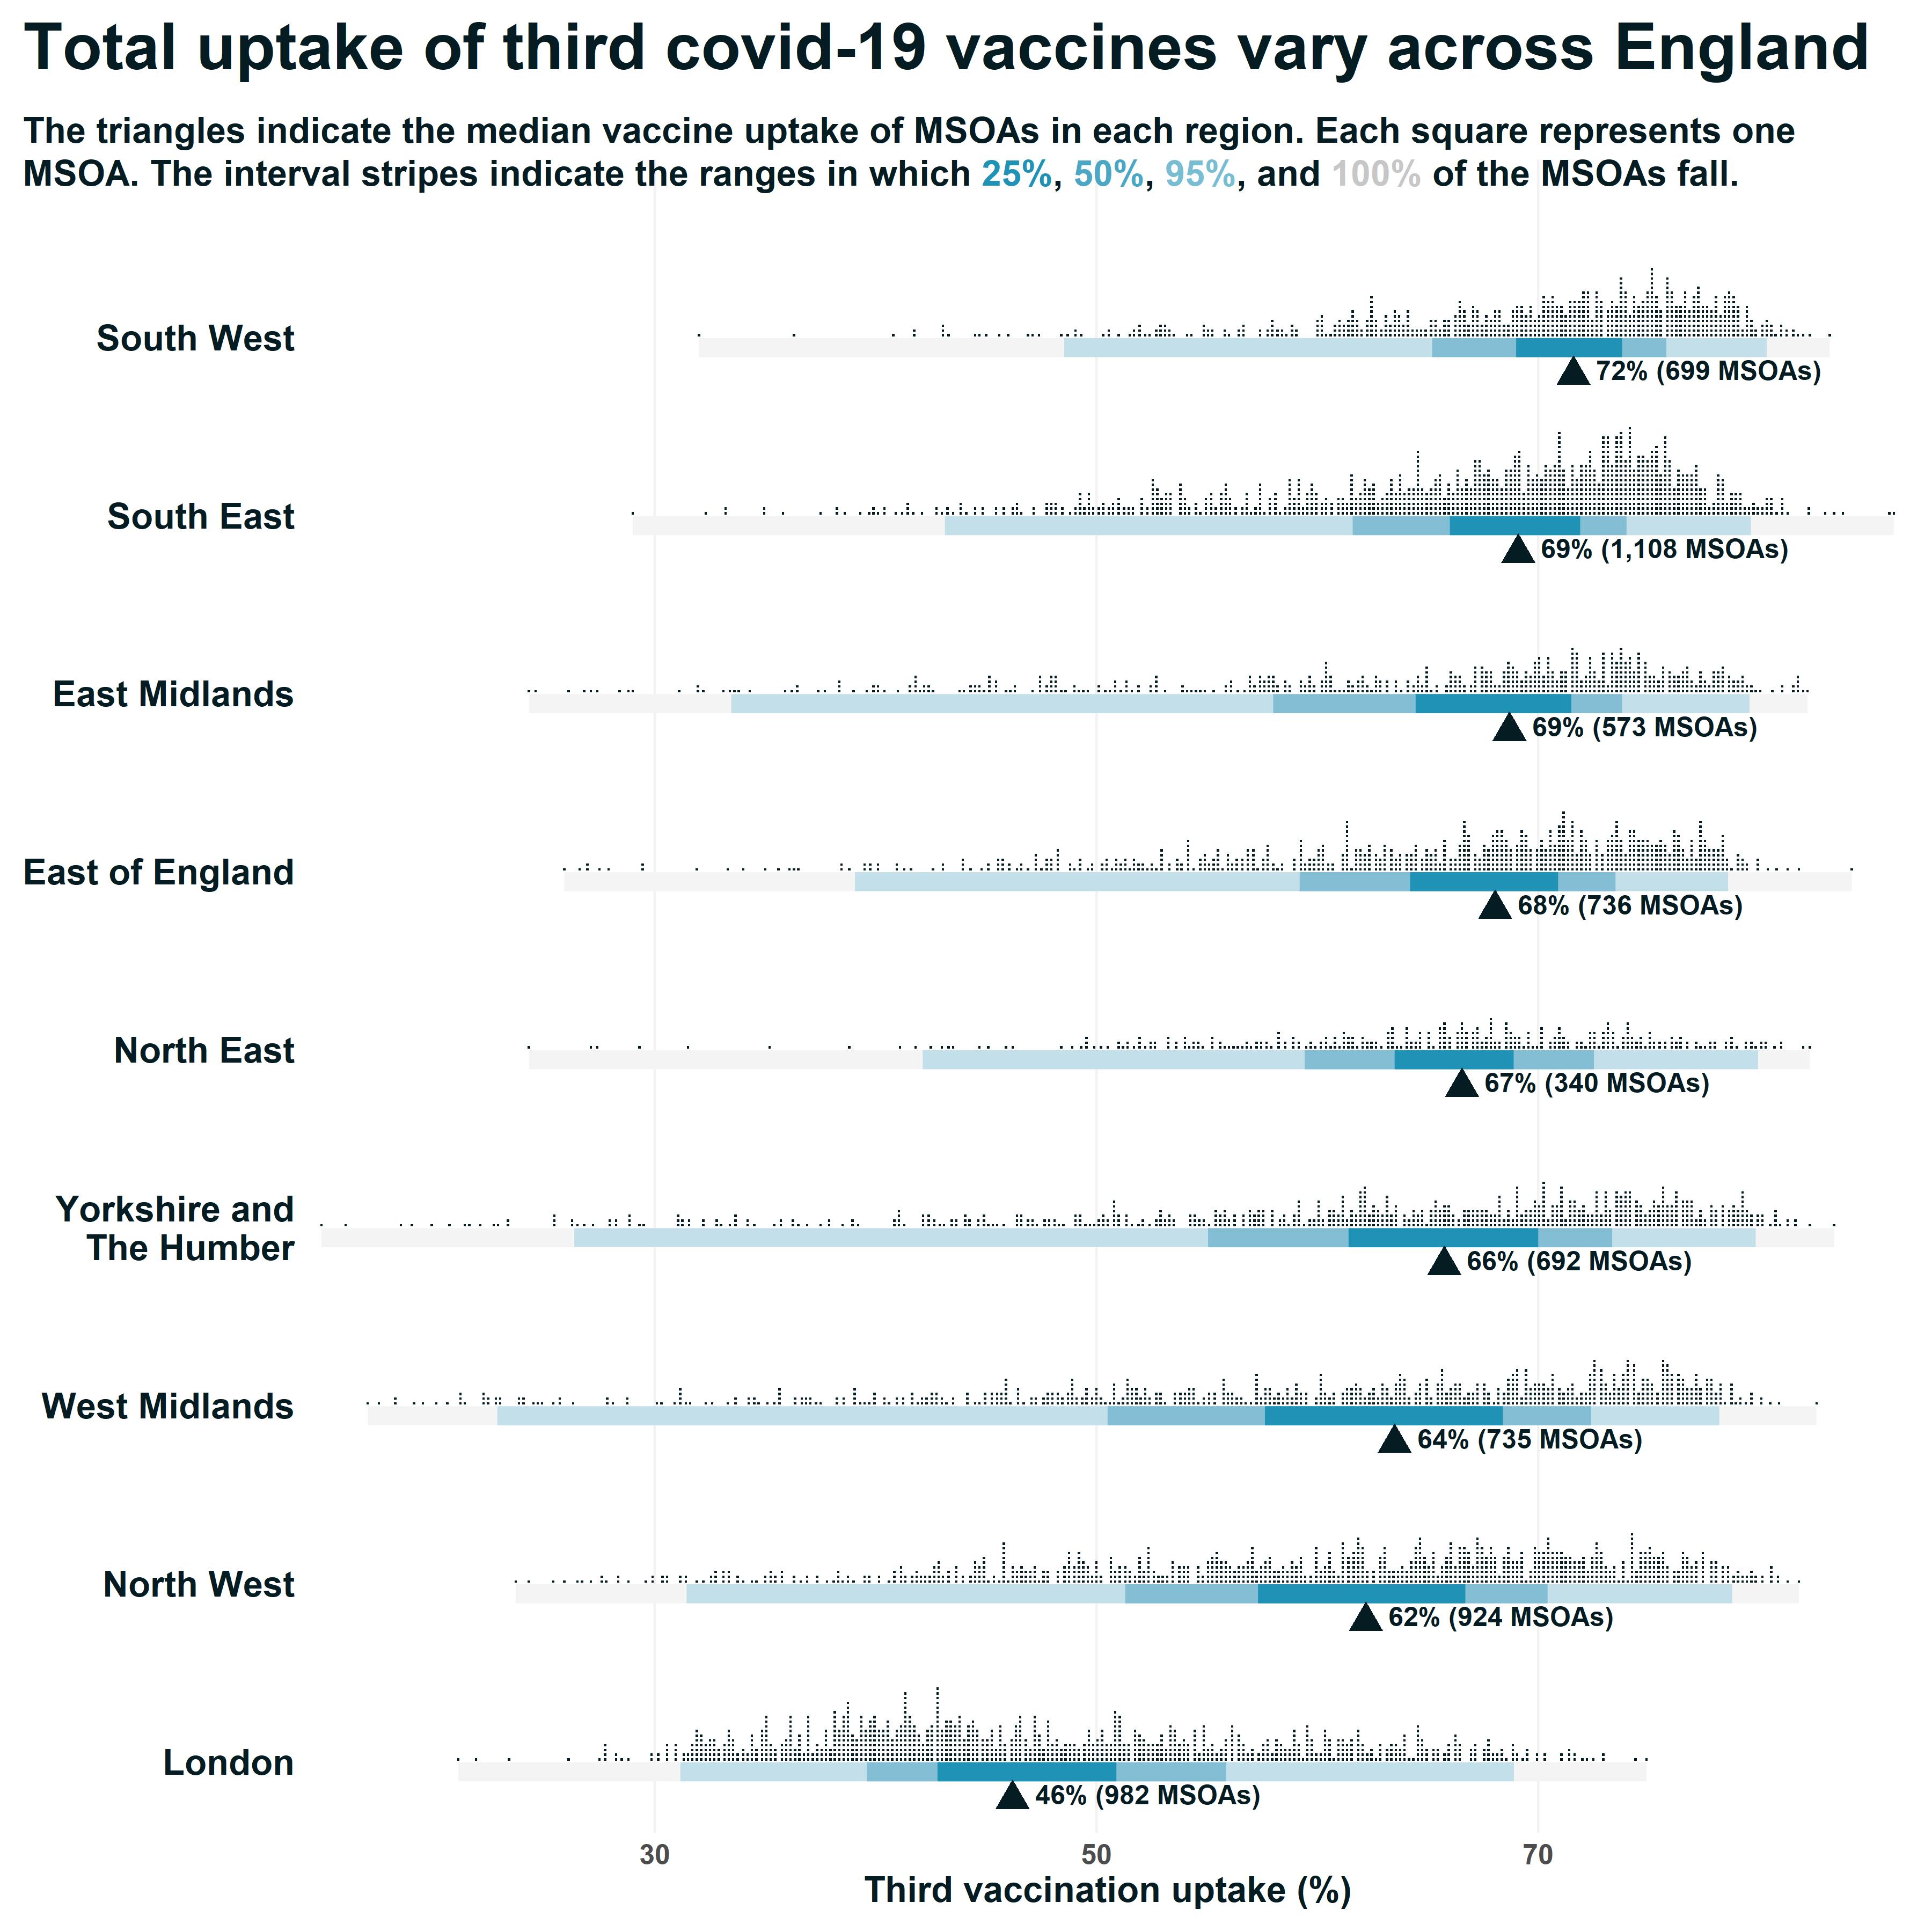 Total uptake of third covid-19 vaccines vary across England
The triangles indicate the median vaccine uptake of MSOAs in each region. Each square represents one
MSOA. The interval stripes indicate the ranges in which 25%, 50%, 95%, and 100% of the MSOAs fall.
South West
72% (699 MSOAs)
South East
69% (1,108 MSOAs)
East Midlands
69% (573 MSOAs)
East of England
68% (736 MSOAs)
North East
67% (340 MSOAs)
Yorkshire and
The Humber
66% (692 MSOAs)
West Midlands
64% (735 MSOAs)
North West
62% (924 MSOAs)
London
46% (982 MSOAs)
30 50 70
Third vaccination uptake (%)